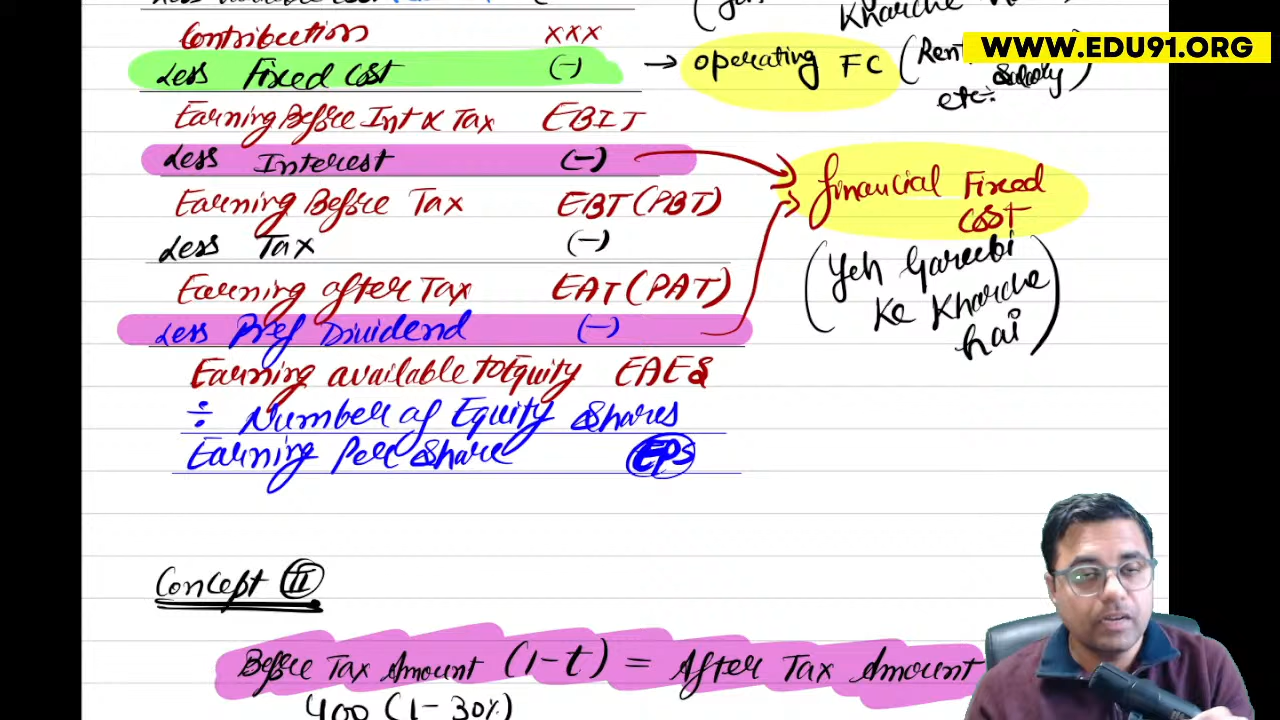 Kharche
WWW.EDU91.ORG
Contribution xxx
Less Fixed Cost (-) → operating FC (Rent
Salary
etc.
Earning Before Int & Tax EBIT
Less Interest (-)
financial Fixed
Cost
Earning Before Tax EBT (PBT)
Less Tax (-)
(Yeh Gareebi
Ke Kharche
hai)
Earning after Tax EAT (PAT)
Less Pref Dividend (-)
Earning available to Equity EAES
÷ Number of Equity Shares
Earning Per Share EPS
Concept II
Before Tax Amount (1-t) = After Tax Amount
400 (1-30%)